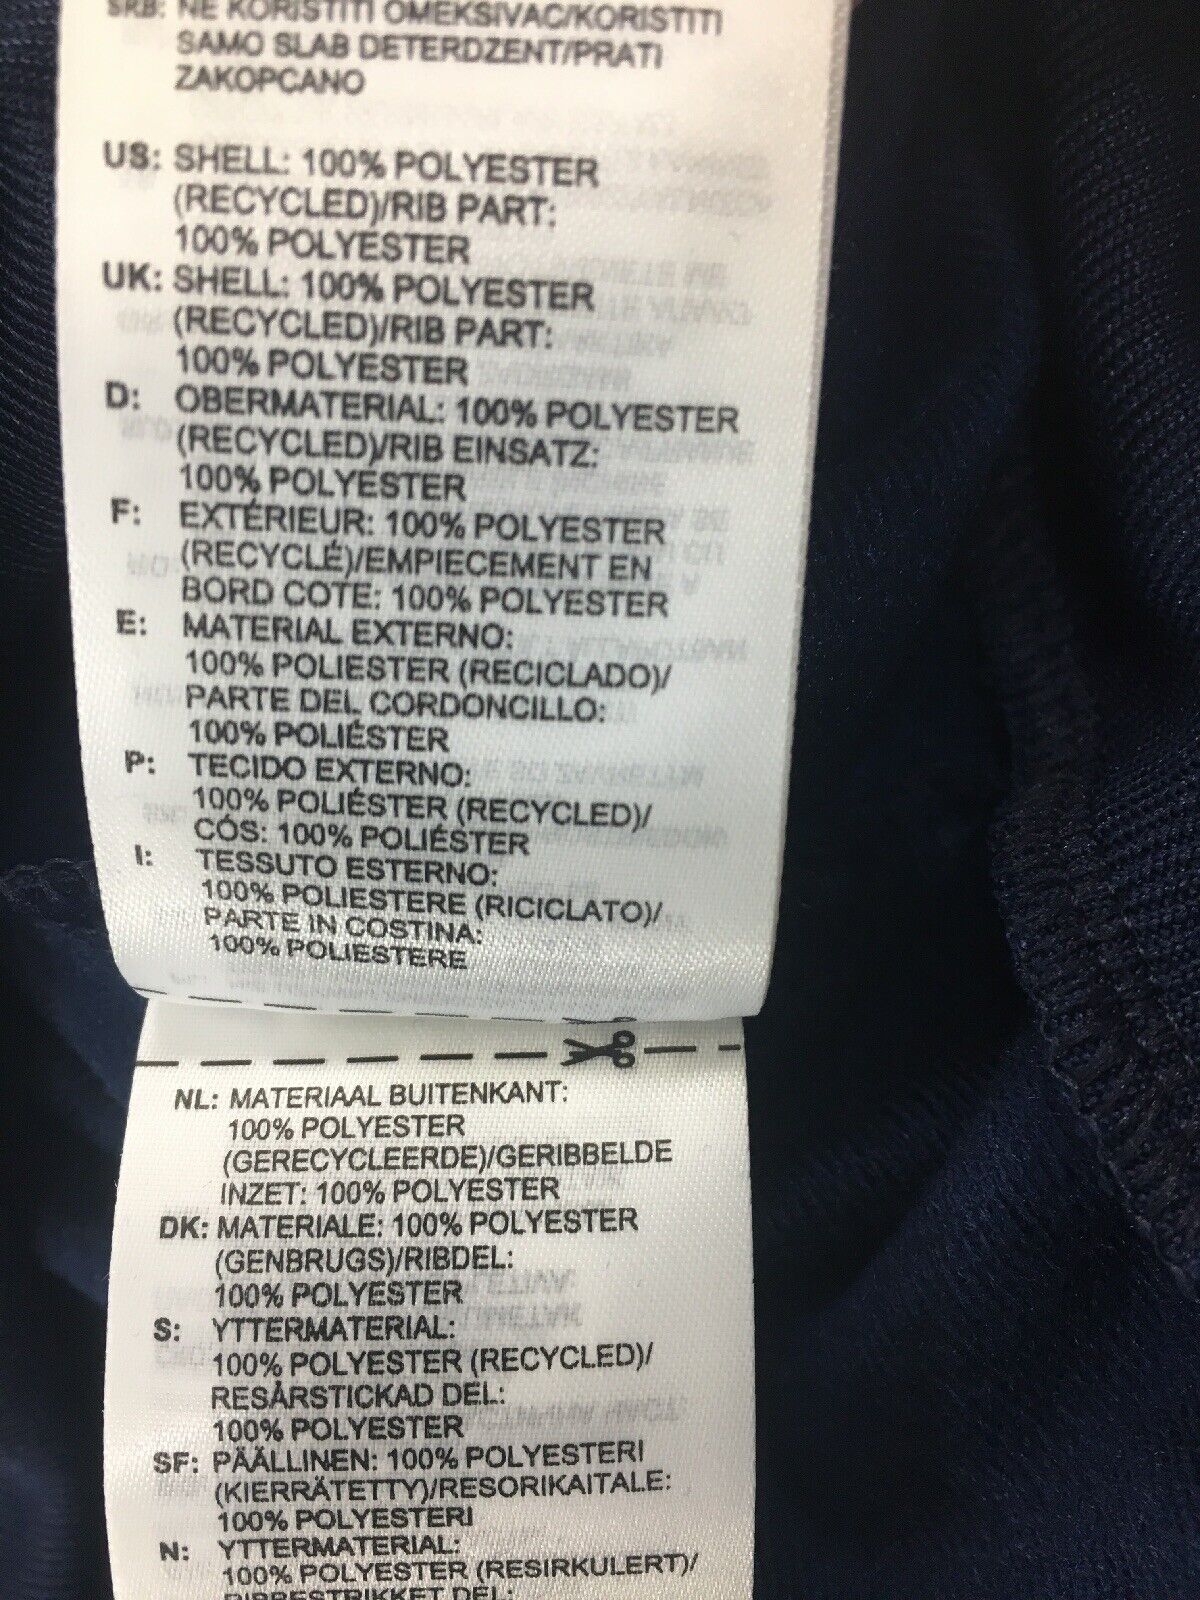 SRB: NE KORISTITI OMEKSIVAC/KORISTITI
SAMO SLAB DETERDZENT/PRATI
ZAKOPCANO
US: SHELL: 100% POLYESTER
(RECYCLED)/RIB PART:
100% POLYESTER
UK: SHELL: 100% POLYESTER
(RECYCLED)/RIB PART:
100% POLYESTER
D: OBERMATERIAL: 100% POLYESTER
(RECYCLED)/RIB EINSATZ:
100% POLYESTER
F: EXTÉRIEUR: 100% POLYESTER
(RECYCLÉ)/EMPIECEMENT EN
BORD COTE: 100% POLYESTER
E: MATERIAL EXTERNO:
100% POLIESTER (RECICLADO)/
PARTE DEL CORDONCILLO:
100% POLIÉSTER
P: TECIDO EXTERNO:
100% POLIÉSTER (RECYCLED)/
CÓS: 100% POLIÉSTER
I: TESSUTO ESTERNO:
100% POLIESTERE (RICICLATO)/
PARTE IN COSTINA:
100% POLIESTERE
NL: MATERIAAL BUITENKANT:
100% POLYESTER
(GERECYCLEERDE)/GERIBBELDE
INZET: 100% POLYESTER
DK: MATERIALE: 100% POLYESTER
(GENBRUGS)/RIBDEL:
100% POLYESTER
S: YTTERMATERIAL:
100% POLYESTER (RECYCLED)/
RESÅRSTICKAD DEL:
100% POLYESTER
SF: PÄÄLLINEN: 100% POLYESTERI
(KIERRÄTETTY)/RESORIKAITALE:
100% POLYESTERI
N: YTTERMATERIAL:
100% POLYESTER (RESIRKULERT)/
RIBBESTRIKKET DEL: